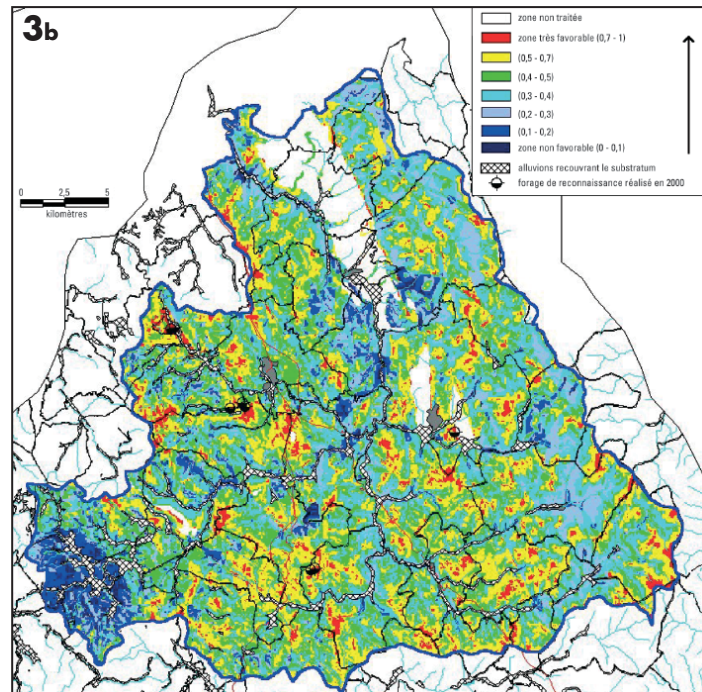 3b
zone non traitée
zone très favorable (0,7 - 1)
(0,5 - 0,7)
(0,4 - 0,5)
(0,3 - 0,4)
(0,2 - 0,3)
(0,1 - 0,2)
zone non favorable (0 - 0,1)
alluvions recouvrant le substratum
forage de reconnaissance réalisé en 2000
0 2,5 5
kilomètres